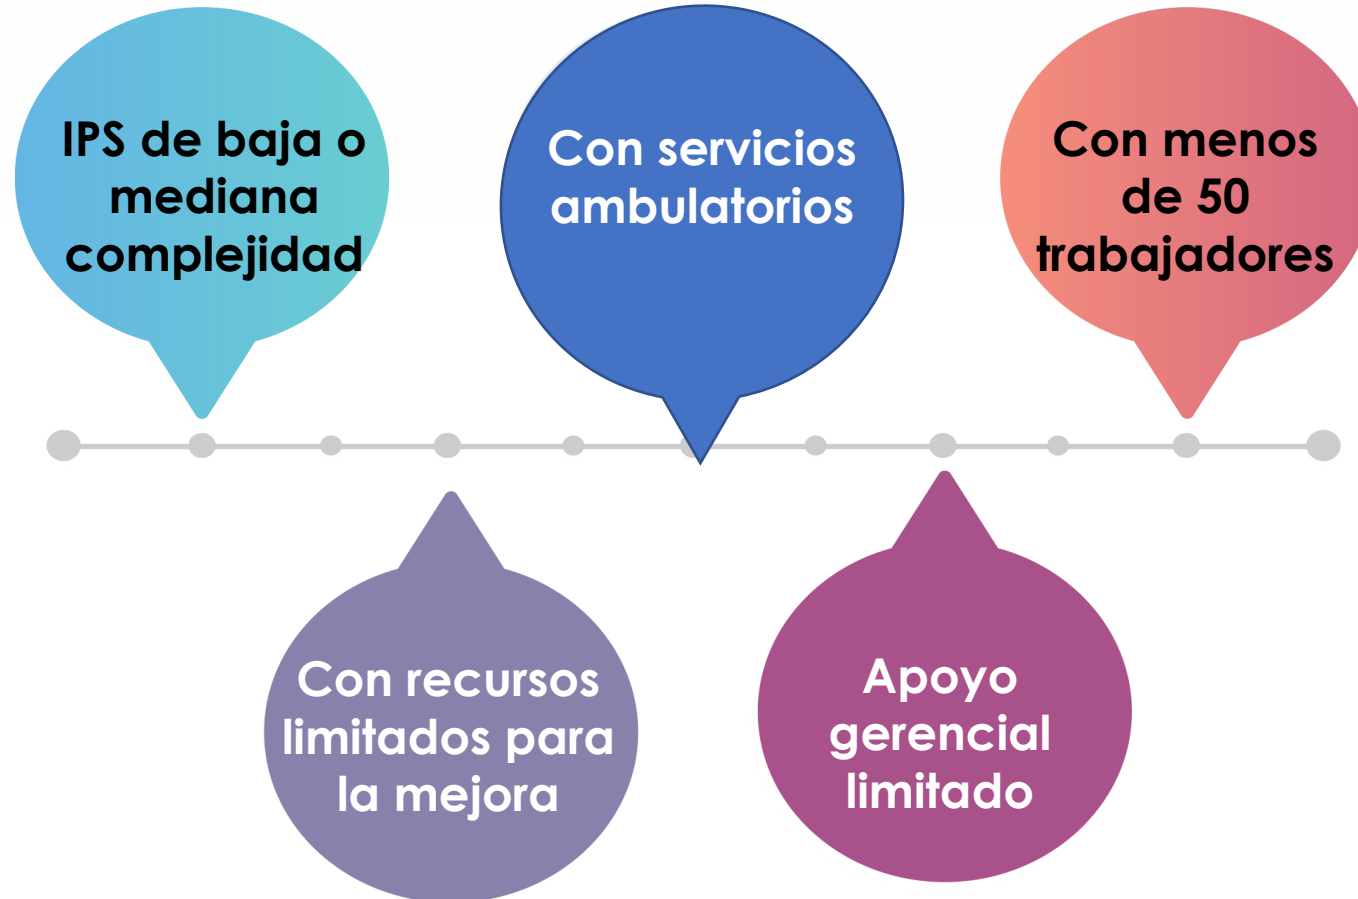 IPS de baja o
mediana
complejidad
Con servicios
ambulatorios
Con menos
de 50
trabajadores
Con recursos
limitados para
la mejora
Apoyo
gerencial
limitado